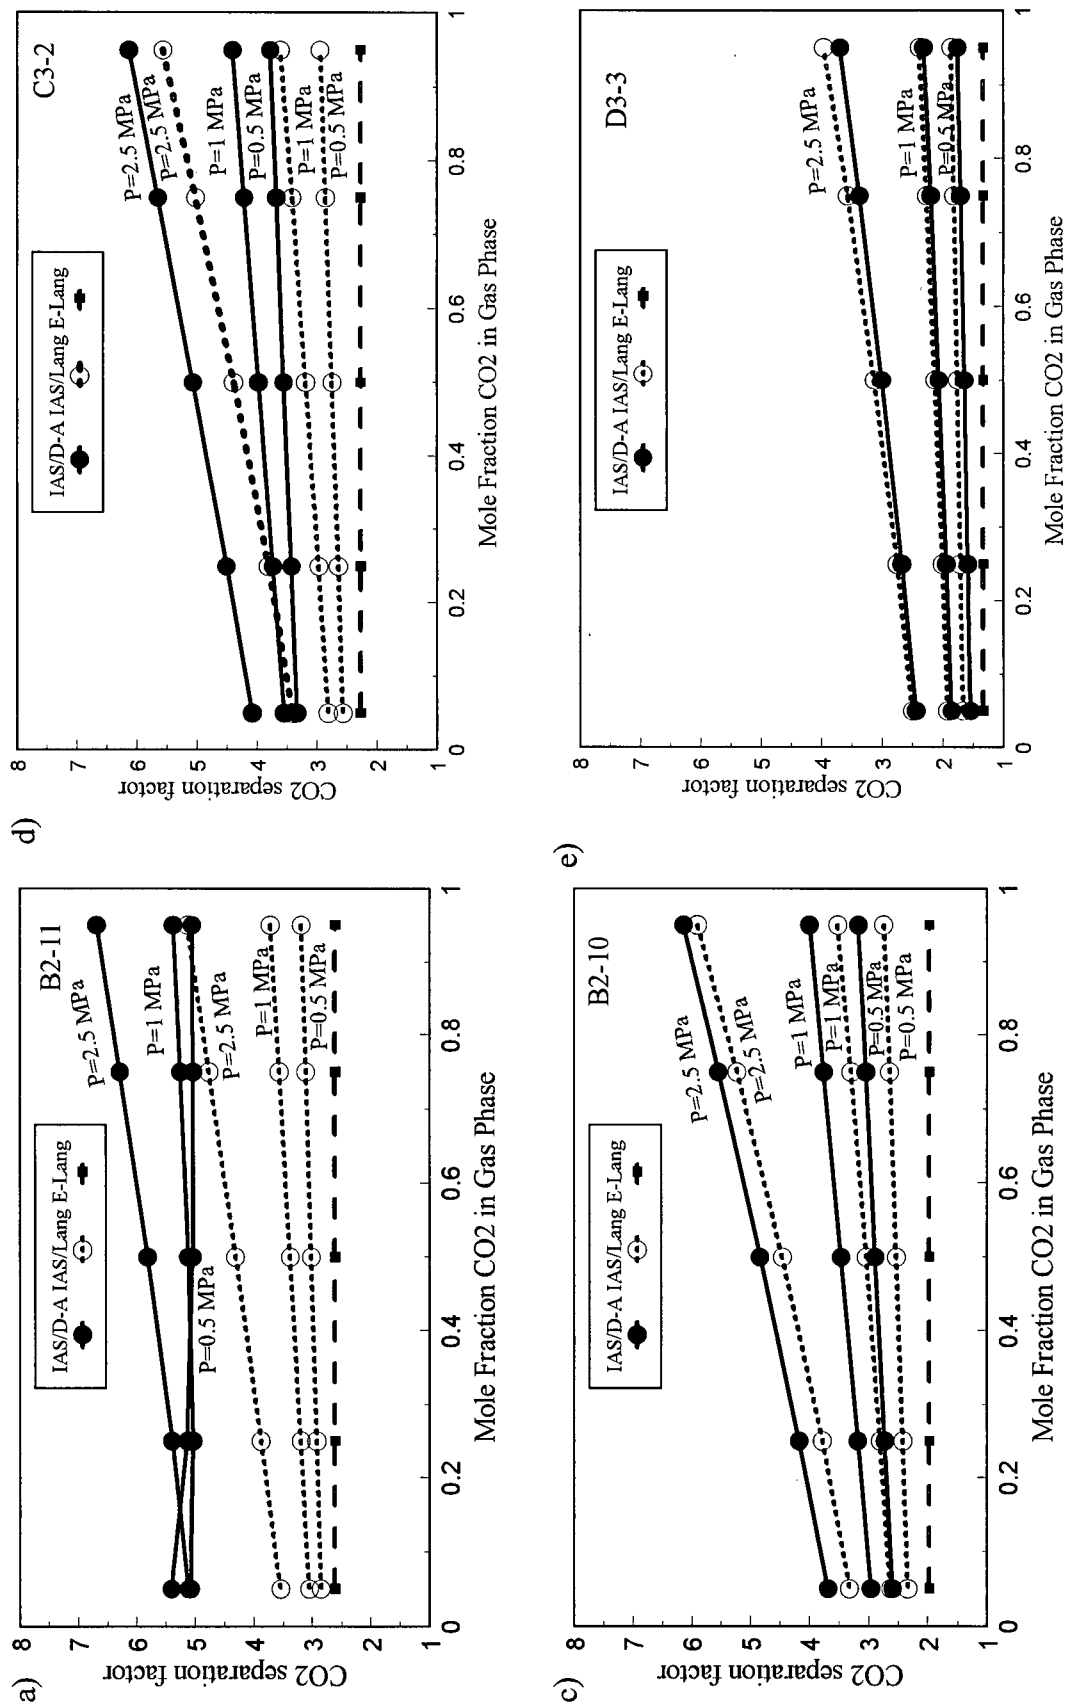 a)
B2-11
IAS/D-A IAS/Lang E-Lang
P=2.5 MPa
P=1 MPa
P=2.5 MPa
P=0.5 MPa
P=1 MPa
P=0.5 MPa
CO2 separation factor
8
7
6
5
4
3
2
1
0
0.2
0.4
0.6
0.8
1
Mole Fraction CO2 in Gas Phase
d)
C3-2
IAS/D-A IAS/Lang E-Lang
P=2.5 MPa
P=2.5 MPa
P=1 MPa
P=0.5 MPa
P=1 MPa
P=0.5 MPa
CO2 separation factor
8
7
6
5
4
3
2
1
0
0.2
0.4
0.6
0.8
1
Mole Fraction CO2 in Gas Phase
c)
B2-10
IAS/D-A IAS/Lang E-Lang
P=2.5 MPa
P=2.5 MPa
P=1 MPa
P=1 MPa
P=0.5 MPa
P=0.5 MPa
CO2 separation factor
8
7
6
5
4
3
2
1
0
0.2
0.4
0.6
0.8
1
Mole Fraction CO2 in Gas Phase
e)
D3-3
IAS/D-A IAS/Lang E-Lang
P=2.5 MPa
P=1 MPa
P=0.5 MPa
CO2 separation factor
8
7
6
5
4
3
2
1
0
0.2
0.4
0.6
0.8
1
Mole Fraction CO2 in Gas Phase